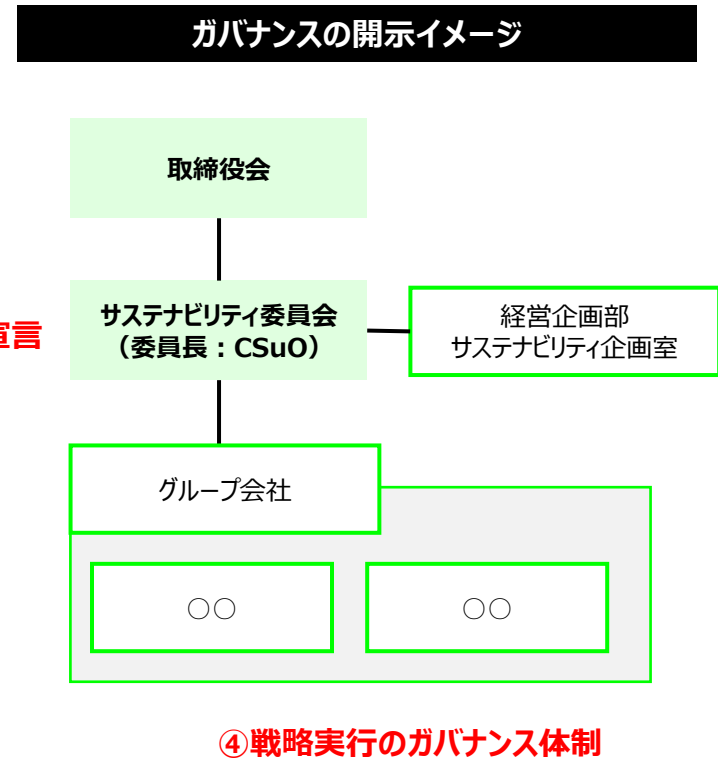 ガバナンスの開示イメージ
取締役会
サステナビリティ委員会
（委員長：CSuO）
経営企画部
サステナビリティ企画室
宣言
グループ会社
○○
○○
④戦略実行のガバナンス体制